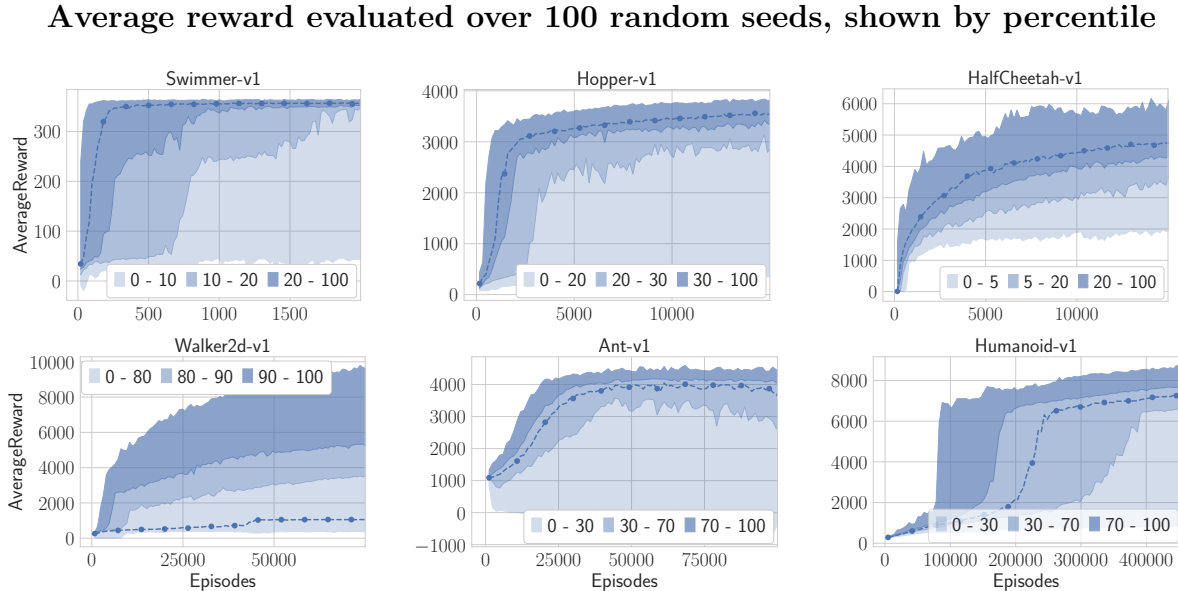 Average reward evaluated over 100 random seeds, shown by percentile
Swimmer-v1
AverageReward
300
200
100
0
0 - 10
10 - 20
20 - 100
0
500
1000
1500
Hopper-v1
4000
3000
2000
1000
0
0 - 20
20 - 30
30 - 100
0
5000
10000
HalfCheetah-v1
6000
5000
4000
3000
2000
1000
0
0 - 5
5 - 20
20 - 100
0
5000
10000
Walker2d-v1
AverageReward
10000
8000
6000
4000
2000
0
0 - 80
80 - 90
90 - 100
0
25000
50000
Episodes
Ant-v1
4000
3000
2000
1000
0
−1000
0 - 30
30 - 70
70 - 100
0
25000
50000
75000
Episodes
Humanoid-v1
8000
6000
4000
2000
0
0 - 30
30 - 70
70 - 100
0
100000
200000
300000
400000
Episodes